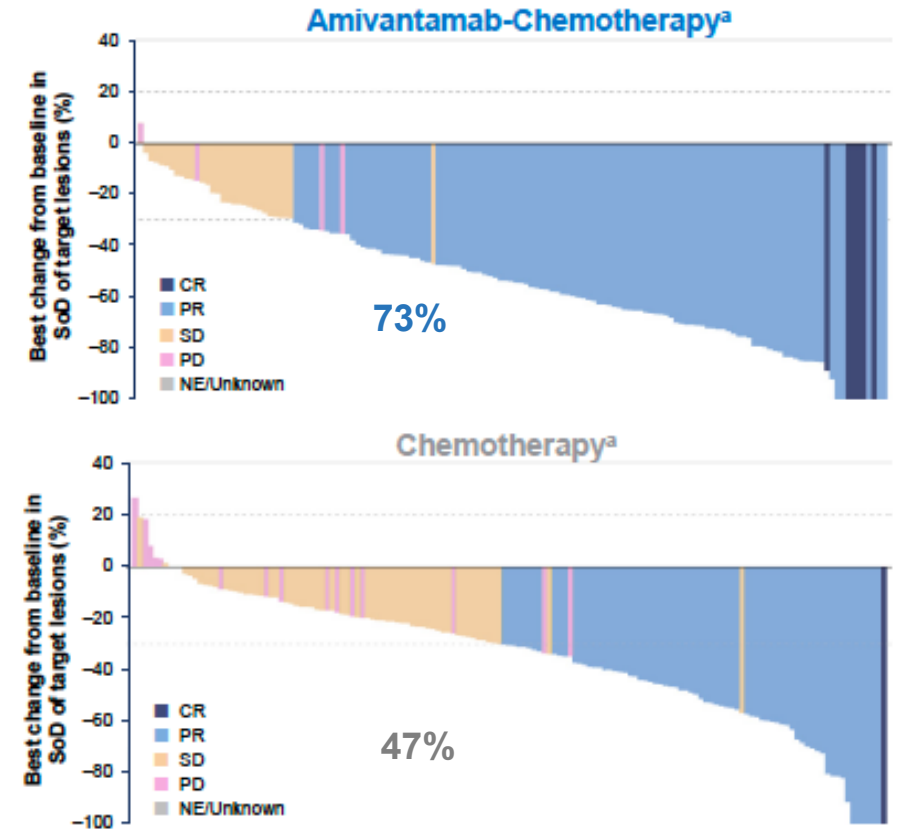 Amivantamab-Chemotherapyª
Best change from baseline in
SoD of target lesions (%)
40
20
0
−20
−40
−60
−80
−100
CR
PR
SD
PD
NE/Unknown
73%
Chemotherapyª
Best change from baseline in
SoD of target lesions (%)
40
20
0
−20
−40
−60
−80
−100
CR
PR
SD
PD
NE/Unknown
47%